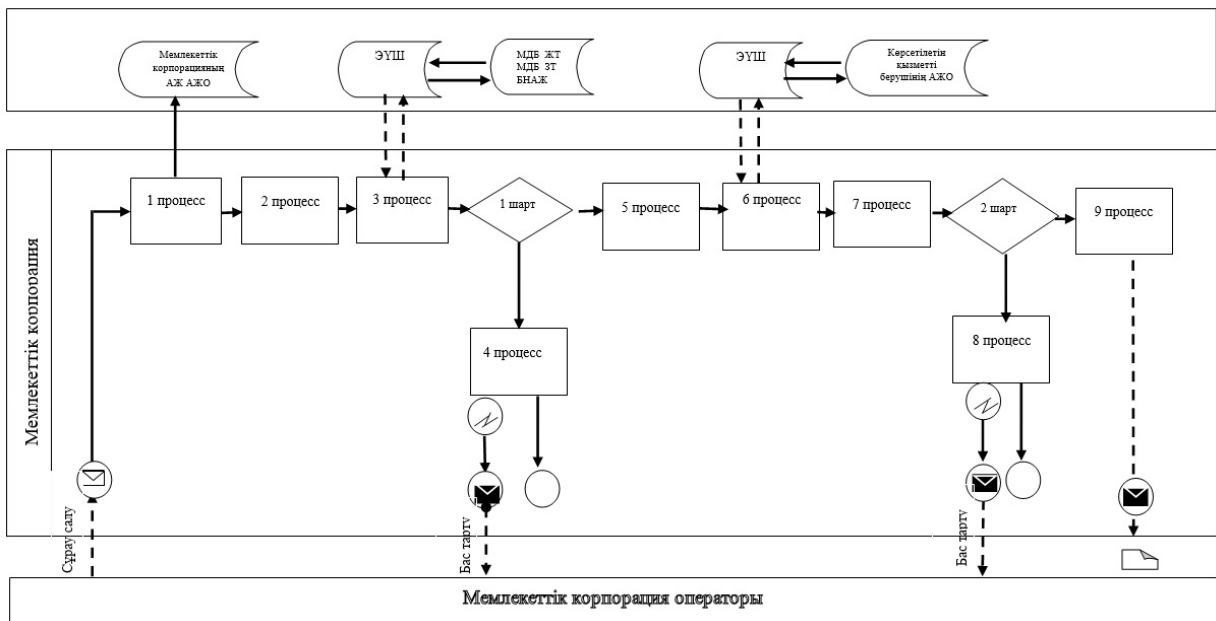 Мемлекеттік
корпорацияның
АЖ АЖО
ЭҮШ
МДБ ЖТ
МДБ ЗТ
БНАЖ
ЭҮШ
Көрсетілетін
қызметті
берушінің АЖО
Мемлекеттік корпорация
1 процесс
2 процесс
3 процесс
1 шарт
5 процесс
6 процесс
7 процесс
2 шарт
9 процесс
4 процесс
8 процесс
Сұрау салу
Бас тарту
Бас тарту
Мемлекеттік корпорация операторы